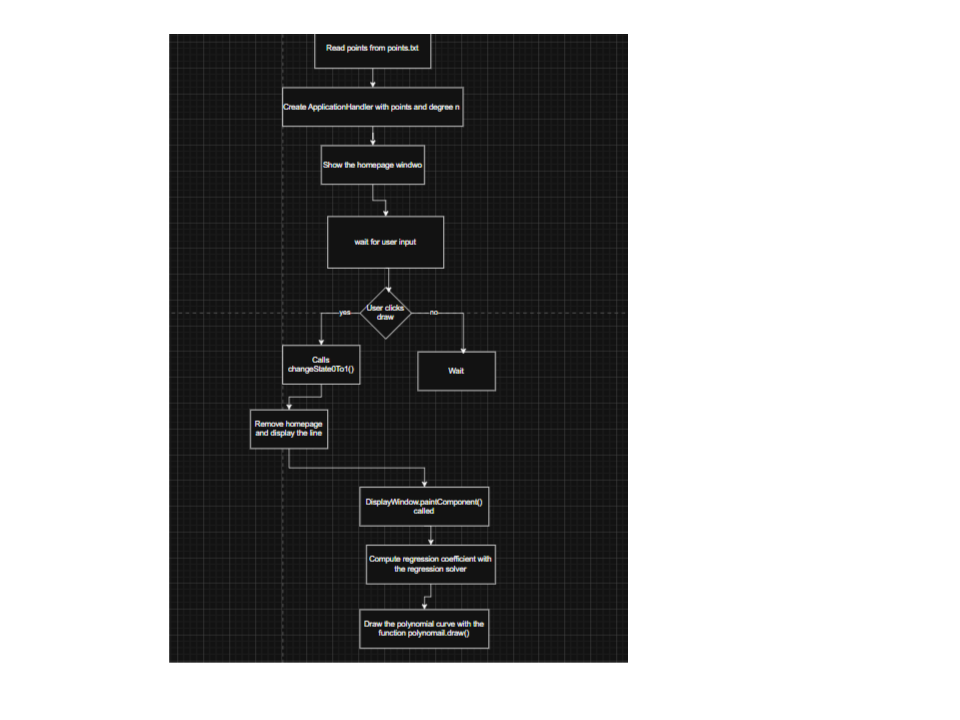 Read points from points.txt
Create ApplicationHandler with points and degree n
Show the homepage windwo
wait for user input
User clicks
draw
yes
no
Calls
changeState0To1()
Wait
Remove homepage
and display the line
DisplayWindow.paintComponent()
called
Compute regression coefficient with
the regression solver
Draw the polynomial curve with the
function polynomail.draw()